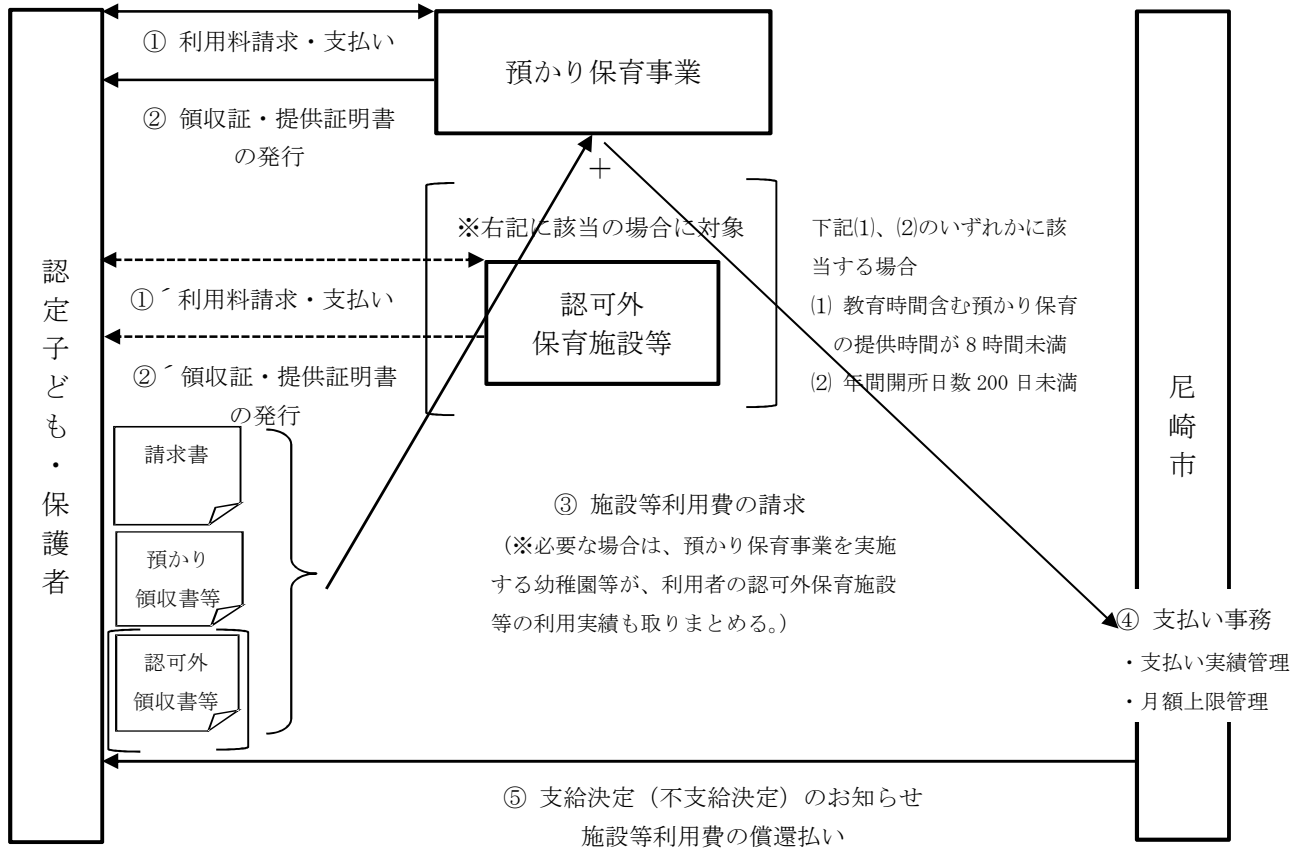 認定子ども・保護者
① 利用料請求・支払い
② 領収証・提供証明書
の発行
預かり保育事業
＋
※右記に該当の場合に対象
①´利用料請求・支払い
②´領収証・提供証明書
の発行
認可外
保育施設等
下記⑴、⑵のいずれかに該
当する場合
⑴ 教育時間含む預かり保育
の提供時間が 8 時間未満
⑵ 年間開所日数 200 日未満
請求書
預かり
領収書等
認可外
領収書等
③ 施設等利用費の請求
（※必要な場合は、預かり保育事業を実施
する幼稚園等が、利用者の認可外保育施設
等の利用実績も取りまとめる。）
尼崎市
④ 支払い事務
・支払い実績管理
・月額上限管理
⑤ 支給決定（不支給決定）のお知らせ
施設等利用費の償還払い